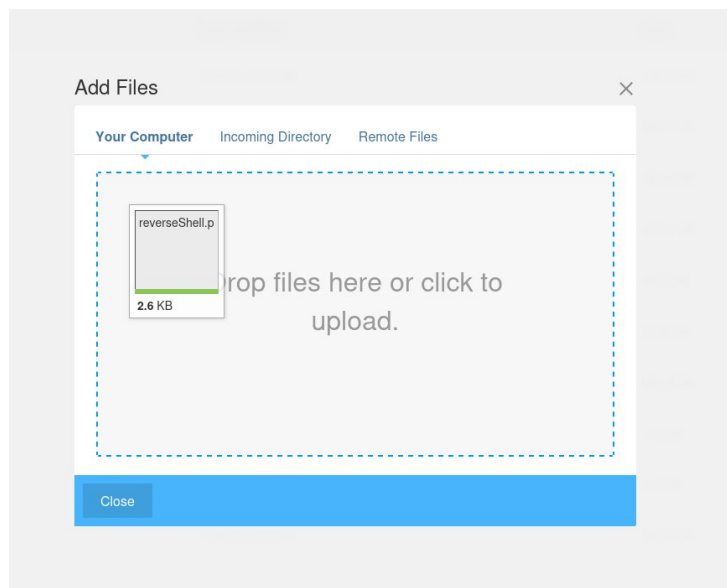 Add Files
Your Computer Incoming Directory Remote Files
reverseShell.p
Drop files here or click to
upload.
2.6 KB
Close